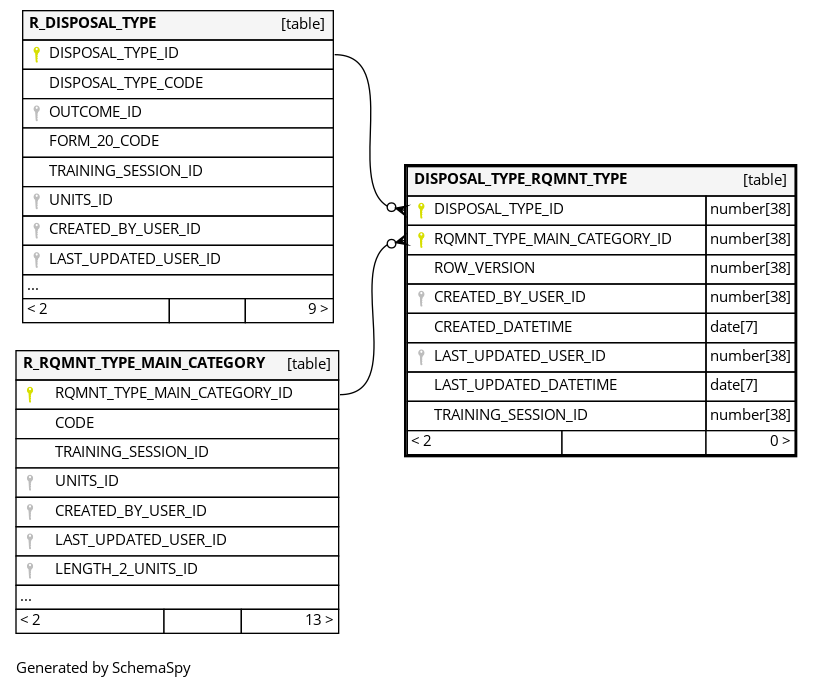 R_DISPOSAL_TYPE [table]
DISPOSAL_TYPE_ID
DISPOSAL_TYPE_CODE
OUTCOME_ID
FORM_20_CODE
TRAINING_SESSION_ID
UNITS_ID
CREATED_BY_USER_ID
LAST_UPDATED_USER_ID
...
< 2 9 >
DISPOSAL_TYPE_RQMNT_TYPE [table]
DISPOSAL_TYPE_ID number[38]
RQMNT_TYPE_MAIN_CATEGORY_ID number[38]
ROW_VERSION number[38]
CREATED_BY_USER_ID number[38]
CREATED_DATETIME date[7]
LAST_UPDATED_USER_ID number[38]
LAST_UPDATED_DATETIME date[7]
TRAINING_SESSION_ID number[38]
< 2 0 >
R_RQMNT_TYPE_MAIN_CATEGORY [table]
RQMNT_TYPE_MAIN_CATEGORY_ID
CODE
TRAINING_SESSION_ID
UNITS_ID
CREATED_BY_USER_ID
LAST_UPDATED_USER_ID
LENGTH_2_UNITS_ID
...
< 2 13 >
Generated by SchemaSpy